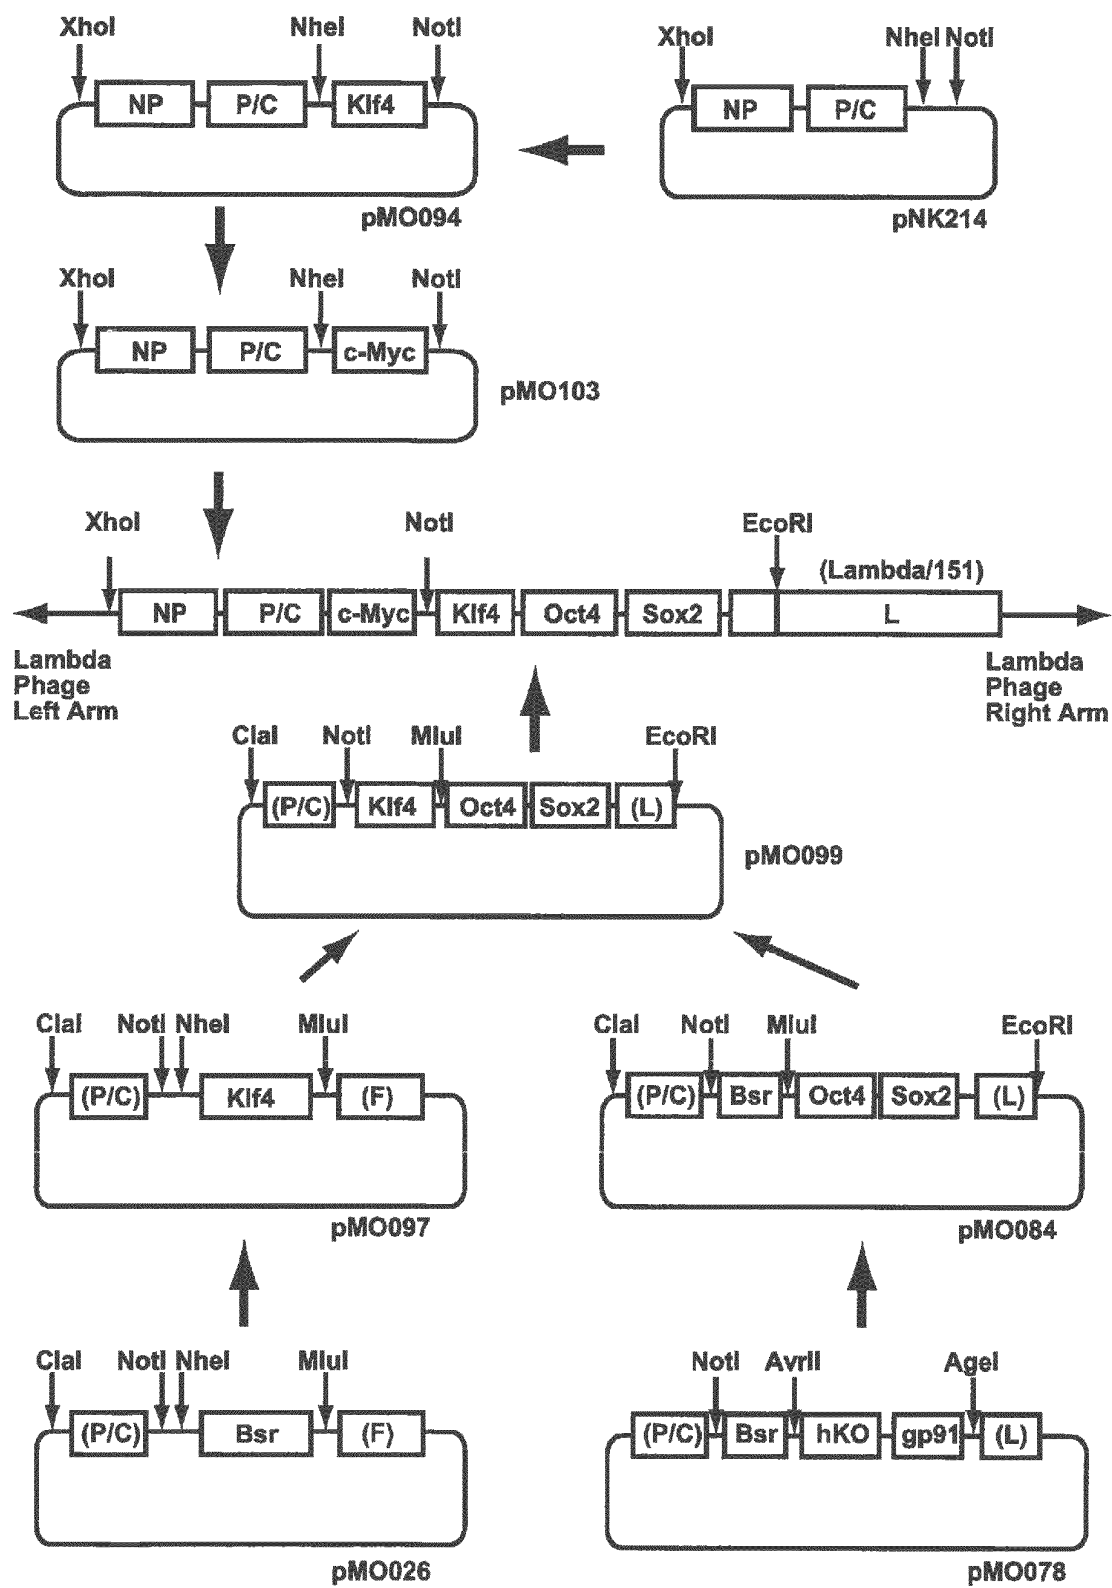 XhoI NheI NotI
NP P/C Klf4
pMO094
XhoI NheI NotI
NP P/C
pNK214
XhoI NheI NotI
NP P/C c-Myc
pMO103
XhoI NotI EcoRI
(Lambda/151)
NP P/C c-Myc Klf4 Oct4 Sox2 L
Lambda
Phage
Left Arm
Lambda
Phage
Right Arm
ClaI NotI MluI EcoRI
(P/C) Klf4 Oct4 Sox2 (L)
pMO099
ClaI NotI NheI MluI
(P/C) Klf4 (F)
pMO097
ClaI NotI MluI EcoRI
(P/C) Bsr Oct4 Sox2 (L)
pMO084
ClaI NotI NheI MluI
(P/C) Bsr (F)
pMO026
NotI AvrII AgeI
(P/C) Bsr hKO gp91 (L)
pMO078